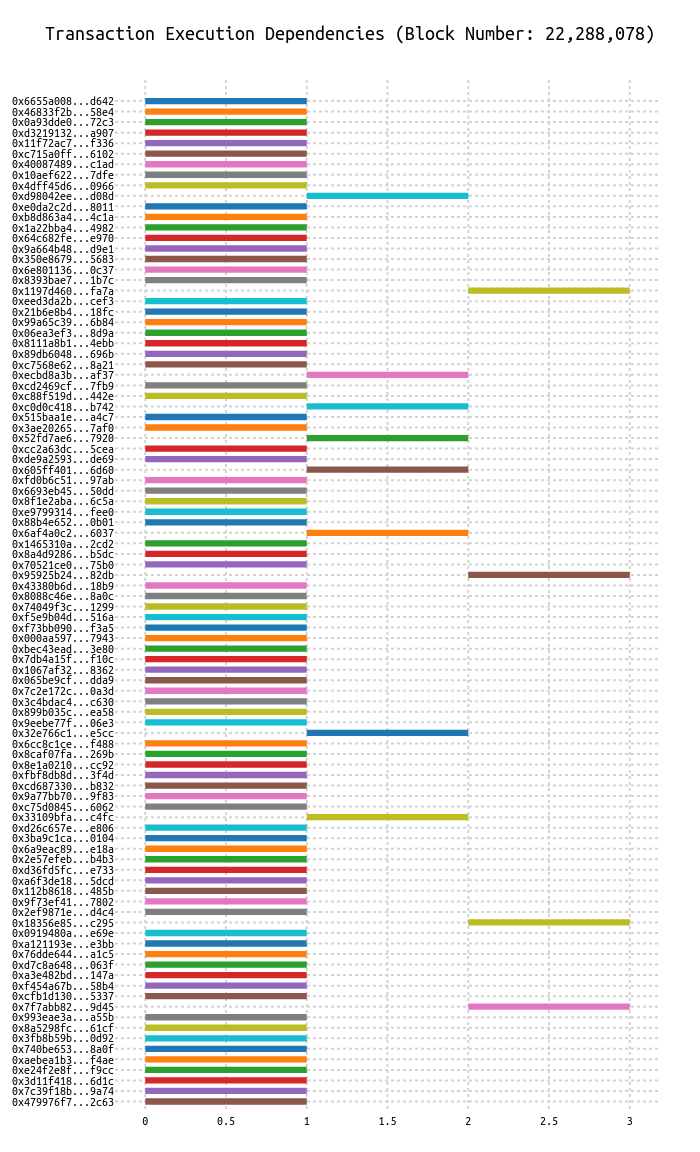 Transaction Execution Dependencies (Block Number: 22,288,078)
0x6655a008...d642
0x46833f2b...58e4
0x0a93dde0...72c3
0xd3219132...a907
0x11f72ac7...f336
0xc715a0ff...6102
0x40087489...c1ad
0x10aef622...7dfe
0x4dff45d6...0966
0xd98042ee...d08d
0xe0da2c2d...8011
0xb8d863a4...4c1a
0x1a22bba4...4982
0x64c682fe...e970
0x9a664b48...d9e1
0x350e8679...5683
0x6e801136...0c37
0x8393bae7...1b7c
0x1197d460...fa7a
0xeed3da2b...cef3
0x21b6e8b4...18fc
0x99a65c39...6b84
0x06ea3ef3...8d9a
0x8111a8b1...4ebb
0x89db6048...696b
0xc7568e62...8a21
0xecbd8a3b...af37
0xcd2469cf...7fb9
0xc88f519d...442e
0xc0d0c418...b742
0x515baa1e...a4c7
0x3ae20265...7af0
0x52fd7ae6...7920
0xcc2a63dc...5cea
0xde9a2593...de69
0x605ff401...6d60
0xfd0b6c51...97ab
0x6693eb45...50dd
0x8f1e2aba...6c5a
0xe9799314...fee0
0x88b4e652...0b01
0x6af4a0c2...6037
0x1465310a...2cd2
0x8a4d9286...b5dc
0x70521ce0...75b0
0x95925b24...82db
0x43380b6d...18b9
0x8088c46e...8a0c
0x74049f3c...1299
0xf5e9b04d...516a
0xf73bb090...f3a5
0x000aa597...7943
0xbec43ead...3e80
0x7db4a15f...f10c
0x1067af32...8362
0x065be9cf...dda9
0x7c2e172c...0a3d
0x3c4bdac4...c630
0x899b035c...ea58
0x9eebe77f...06e3
0x32e766c1...e5cc
0x6cc8c1ce...f488
0x8caf07fa...269b
0x8e1a0210...cc92
0xfbf8db8d...3f4d
0xcd687330...b832
0x9a77bb70...9f83
0xc75d0845...6062
0x33109bfa...c4fc
0xd26c657e...e806
0x3ba9c1ca...0104
0x6a9eac89...e18a
0x2e57efeb...b4b3
0xd36fd5fc...e733
0xa6f3de18...5dcd
0x112b8618...485b
0x9f73ef41...7802
0x2ef9871e...d4c4
0x18356e85...c295
0x0919480a...e69e
0xa121193e...e3bb
0x76dde644...a1c5
0xd7c8a648...063f
0xa3e482bd...147a
0xf454a67b...58b4
0xcfb1d130...5337
0x7f7abb82...9d45
0x993eae3a...a55b
0x8a5298fc...61cf
0x3fb8b59b...0d92
0x740be653...8a0f
0xaebea1b3...f4ae
0xe24f2e8f...f9cc
0x3d11f418...6d1c
0x7c39f18b...9a74
0x479976f7...2c63
0 0.5 1 1.5 2 2.5 3